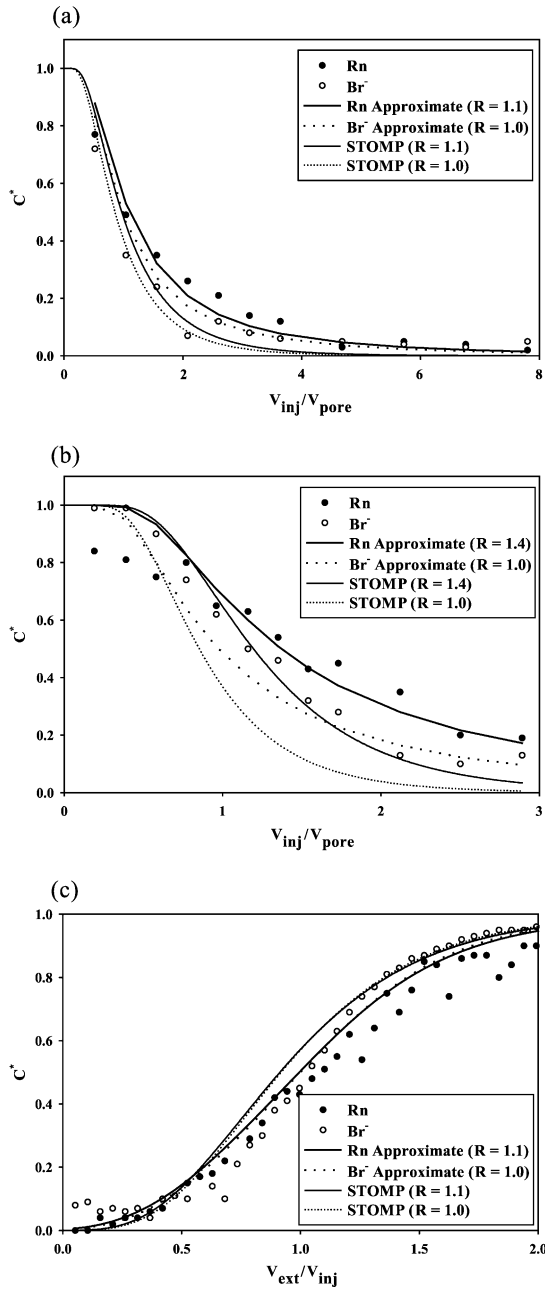 (a)
1.0
0.8
0.6
0.4
0.2
0.0
C*
Rn
Br-
Rn Approximate (R = 1.1)
Br- Approximate (R = 1.0)
STOMP (R = 1.1)
STOMP (R = 1.0)
0 2 4 6 8
Vinj/Vpore
(b)
1.0
0.8
0.6
0.4
0.2
0.0
C*
Rn
Br-
Rn Approximate (R = 1.4)
Br- Approximate (R = 1.0)
STOMP (R = 1.4)
STOMP (R = 1.0)
0 1 2 3
Vinj/Vpore
(c)
1.0
0.8
0.6
0.4
0.2
0.0
C*
Rn
Br-
Rn Approximate (R = 1.1)
Br- Approximate (R = 1.0)
STOMP (R = 1.1)
STOMP (R = 1.0)
0.0 0.5 1.0 1.5 2.0
Vext/Vinj